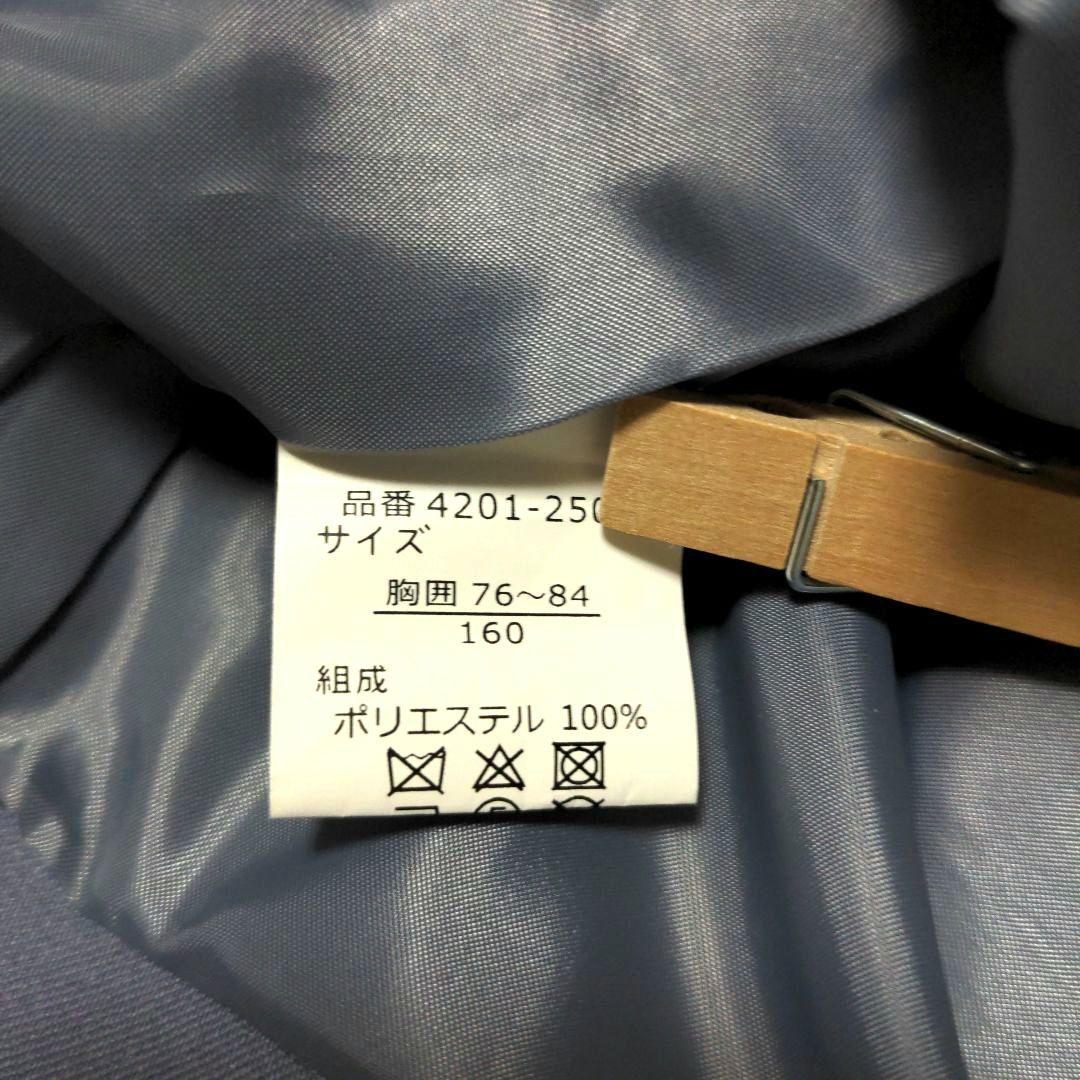 品番 4201-250
サイズ
胸囲 76～84
160
組成
ポリエステル 100%